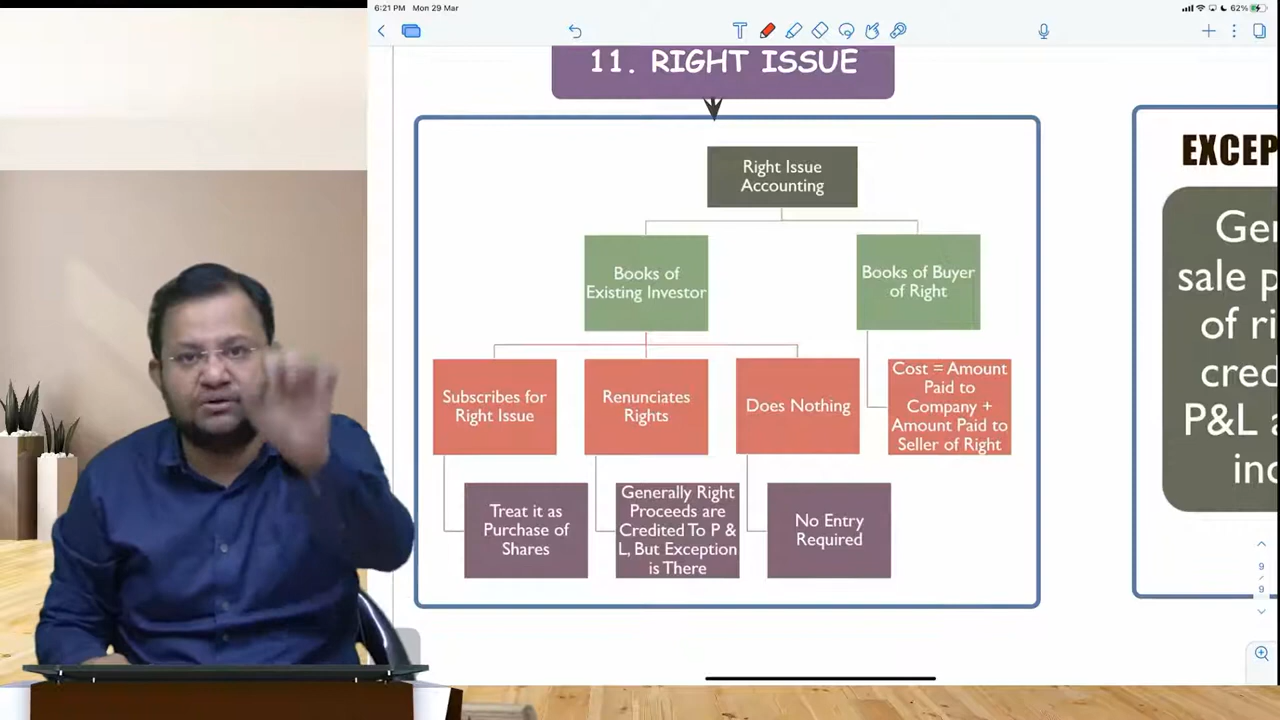 6:21 PM Mon 29 Mar
62%
11. RIGHT ISSUE
Right Issue
Accounting
Books of
Existing Investor
Books of Buyer
of Right
Subscribes for
Right Issue
Renunciates
Rights
Does Nothing
Cost = Amount
Paid to
Company +
Amount Paid to
Seller of Right
Treat it as
Purchase of
Shares
Generally Right
Proceeds are
Credited To P &
L, But Exception
is There
No Entry
Required
EXCEP
Gen
sale p
of ri
cred
P&L a
inc
9
9